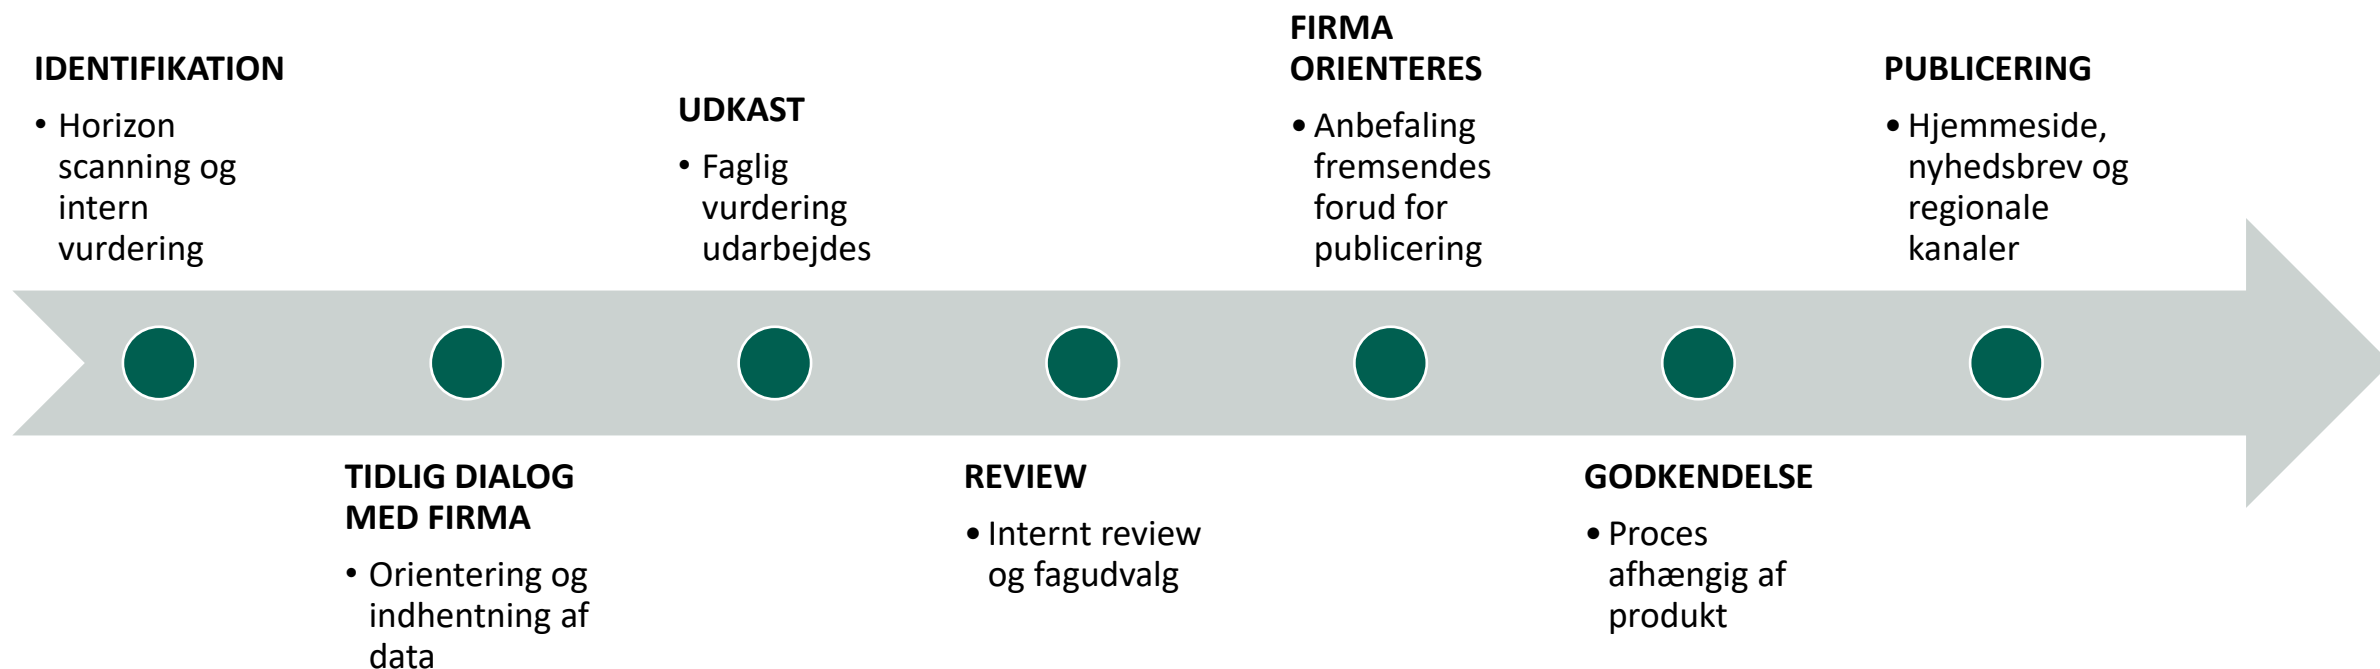 IDENTIFIKATION
• Horizon
scanning og
intern
vurdering
TIDLIG DIALOG
MED FIRMA
• Orientering og
indhentning af
data
UDKAST
• Faglig
vurdering
udarbejdes
REVIEW
• Internt review
og fagudvalg
FIRMA
ORIENTERES
• Anbefaling
fremsendes
forud for
publicering
GODKENDELSE
• Proces
afhængig af
produkt
PUBLICERING
• Hjemmeside,
nyhedsbrev og
regionale
kanaler